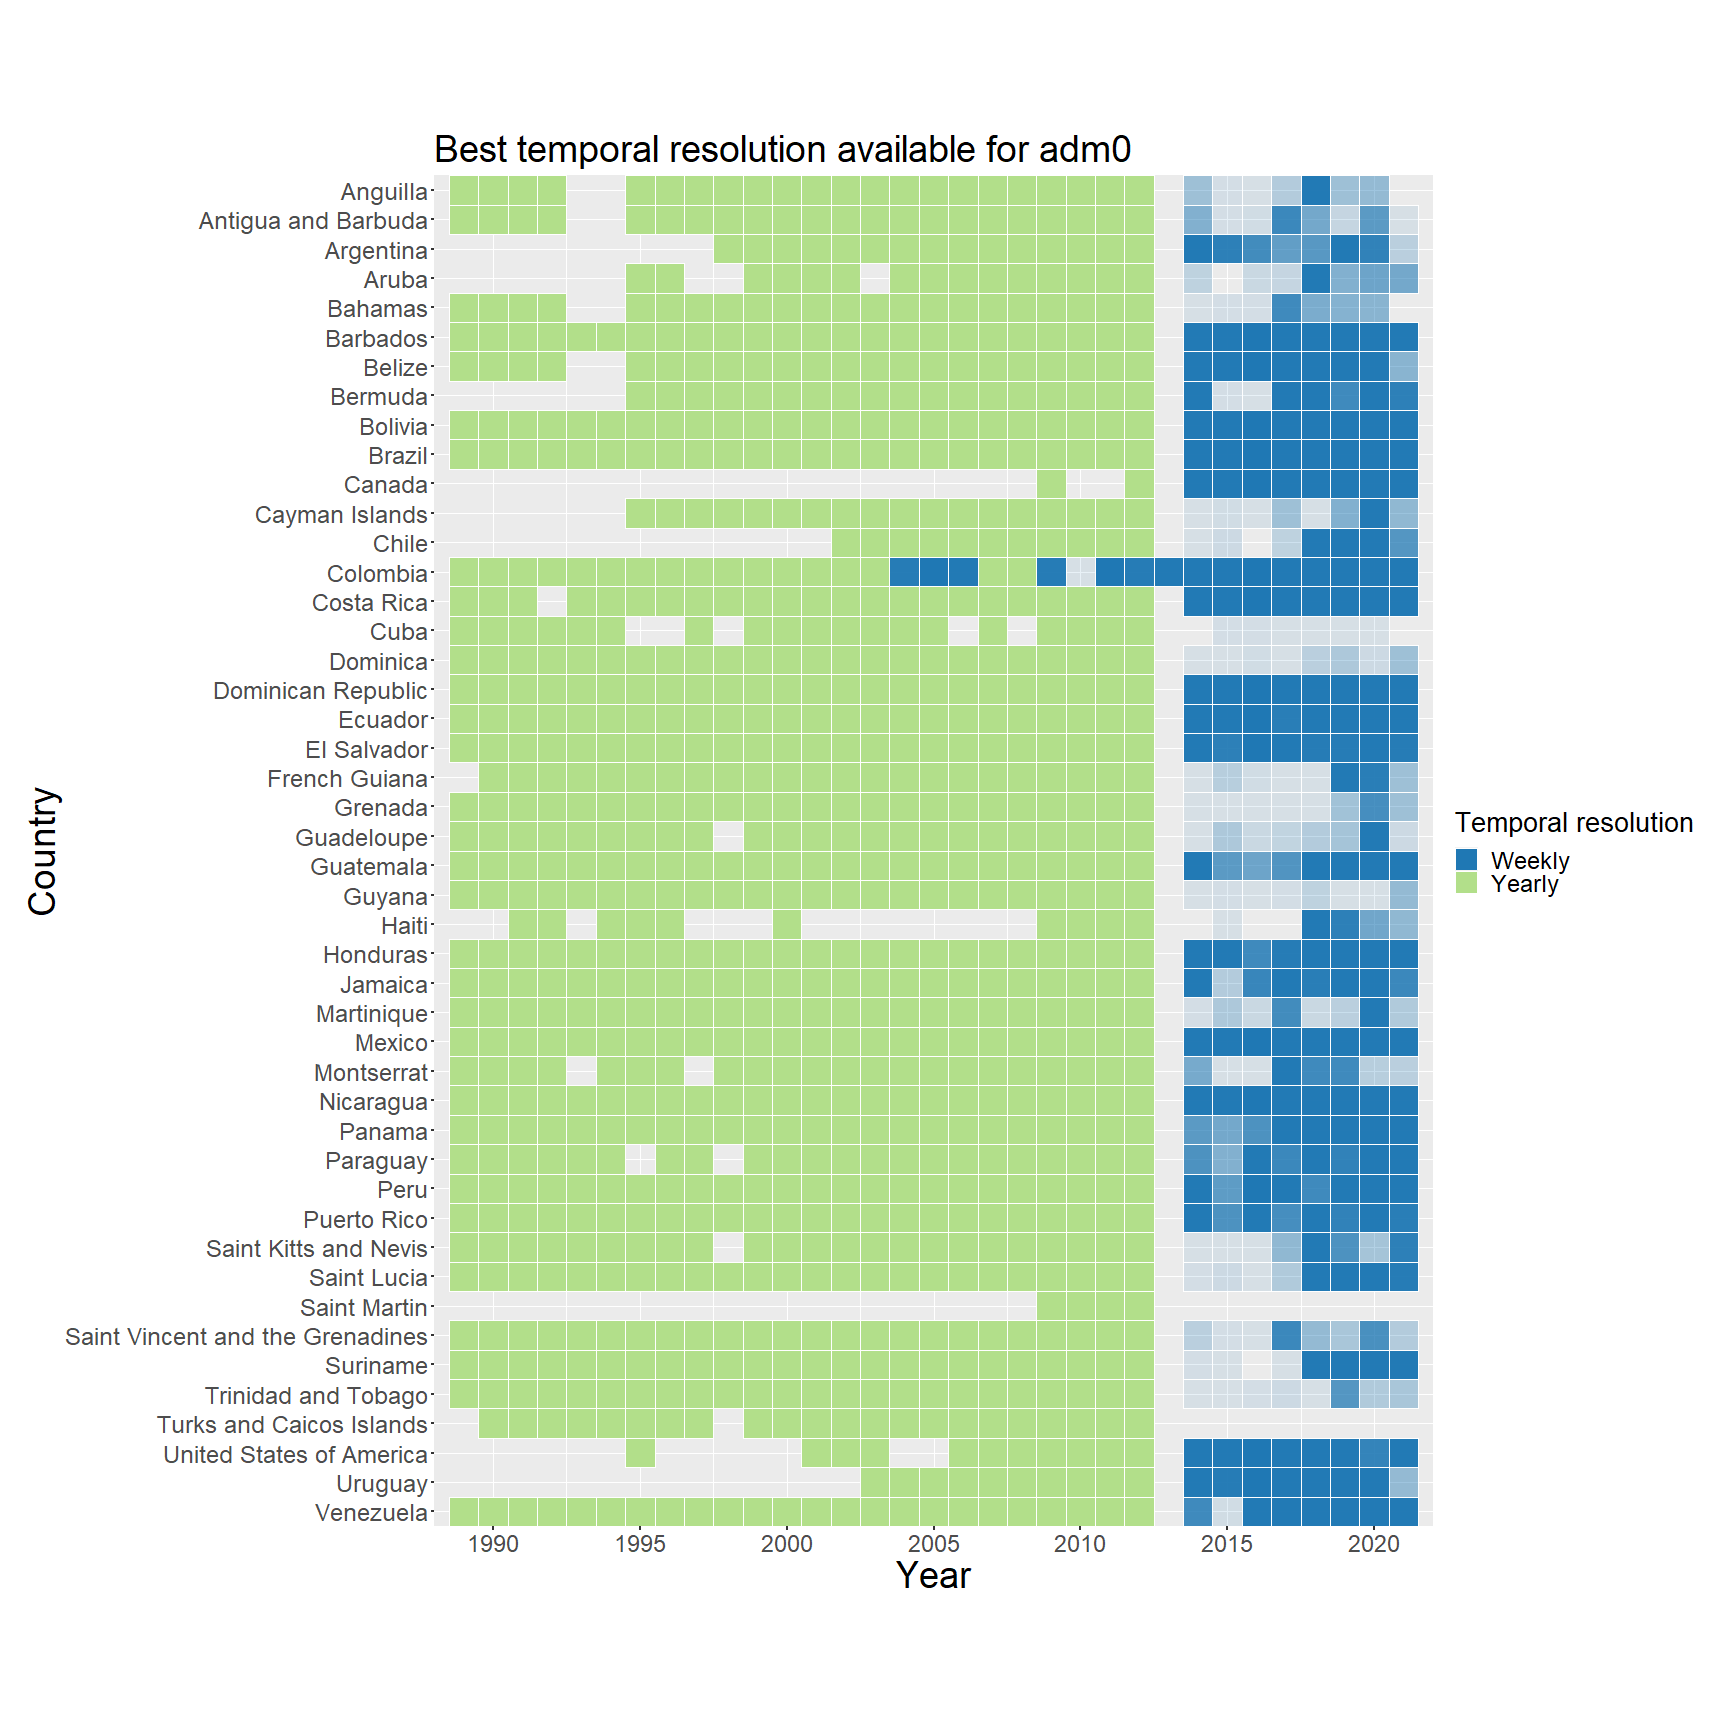 Best temporal resolution available for adm0
Anguilla
Antigua and Barbuda
Argentina
Aruba
Bahamas
Barbados
Belize
Bermuda
Bolivia
Brazil
Canada
Cayman Islands
Chile
Colombia
Costa Rica
Cuba
Dominica
Dominican Republic
Ecuador
El Salvador
French Guiana
Grenada
Guadeloupe
Guatemala
Guyana
Haiti
Honduras
Jamaica
Martinique
Mexico
Montserrat
Nicaragua
Panama
Paraguay
Peru
Puerto Rico
Saint Kitts and Nevis
Saint Lucia
Saint Martin
Saint Vincent and the Grenadines
Suriname
Trinidad and Tobago
Turks and Caicos Islands
United States of America
Uruguay
Venezuela
Country
1990 1995 2000 2005 2010 2015 2020
Year
Temporal resolution
Weekly
Yearly